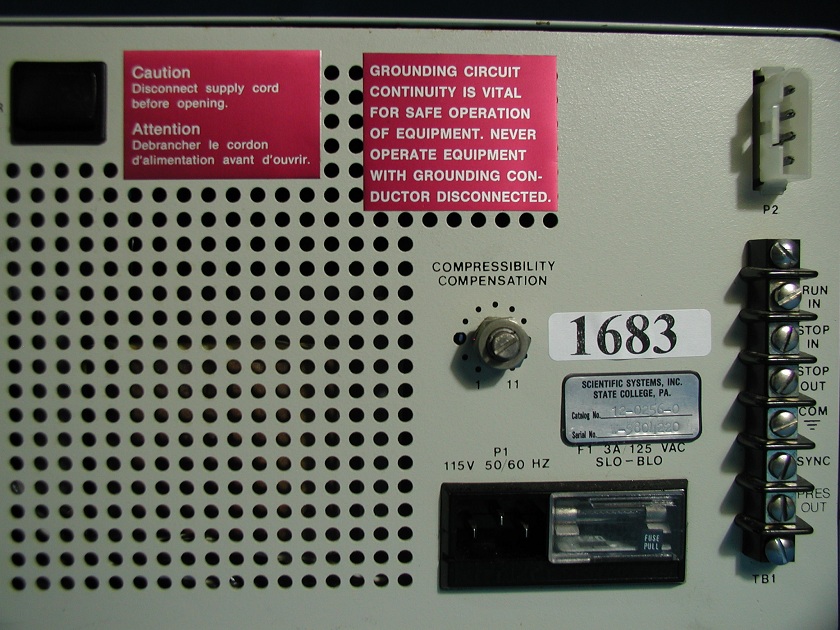 Caution
Disconnect supply cord
before opening.
Attention
Debrancher le cordon
d'alimentation avant d'ouvrir.
GROUNDING CIRCUIT
CONTINUITY IS VITAL
FOR SAFE OPERATION
OF EQUIPMENT. NEVER
OPERATE EQUIPMENT
WITH GROUNDING CON-
DUCTOR DISCONNECTED.
P2
COMPRESSIBILITY
COMPENSATION
1 11
1683
SCIENTIFIC SYSTEMS, INC.
STATE COLLEGE, PA.
Catalog No.
Serial No.
F1 3A/125 VAC
SLO-BLO
P1
115V 50/60 HZ
FUSE
PULL
RUN
IN
STOP
IN
STOP
OUT
COM
SYNC
PRES
OUT
TB1